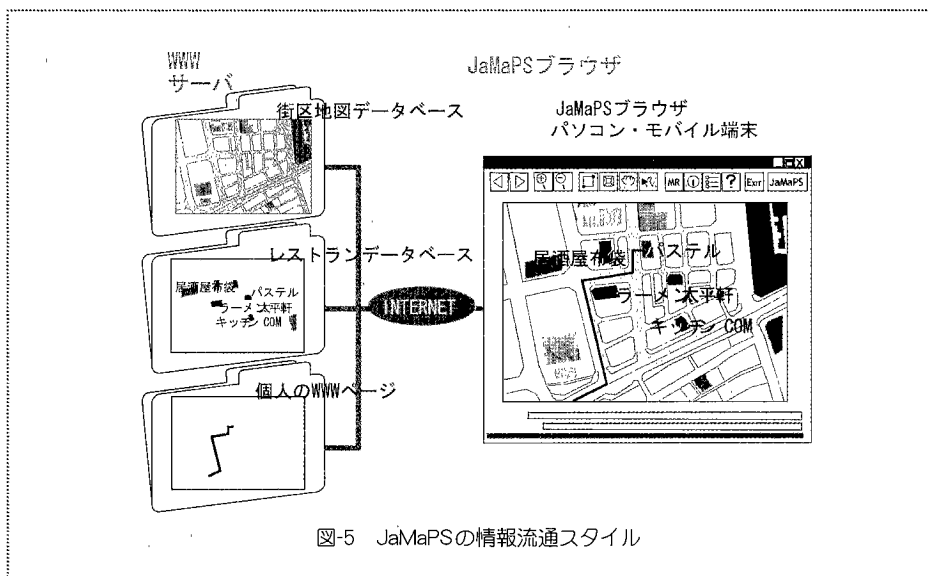 WWW
サーバ
JaMaPSブラウザ
街区地図データベース
JaMaPSブラウザ
パソコン・モバイル端末
MR
?
Exit JaMaPS
レストランデータベース
居酒屋布袋
パステル
ラーメン太平軒
キッチン COM
INTERNET
居酒屋布袋
パステル
ラーメン太平軒
キッチン COM
個人のWWWページ
図-5 JaMaPSの情報流通スタイル